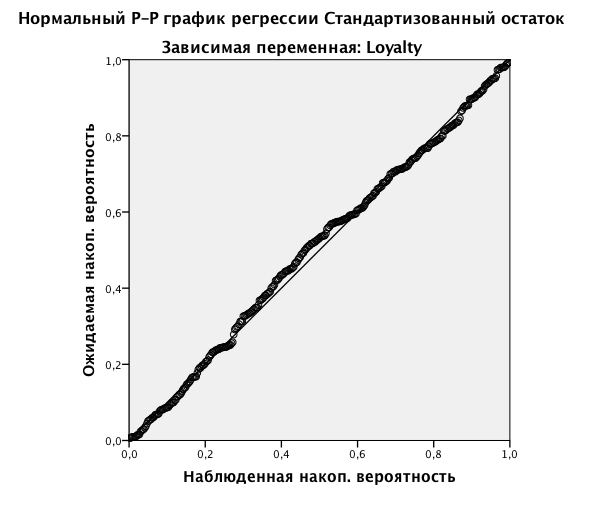 Нормальный P-P график регрессии Стандартизованный остаток
Зависимая переменная: Loyalty
1,0
0,8
0,6
0,4
0,2
0,0
Ожидаемая накоп. вероятность
0,0 0,2 0,4 0,6 0,8 1,0
Наблюденная накоп. вероятность